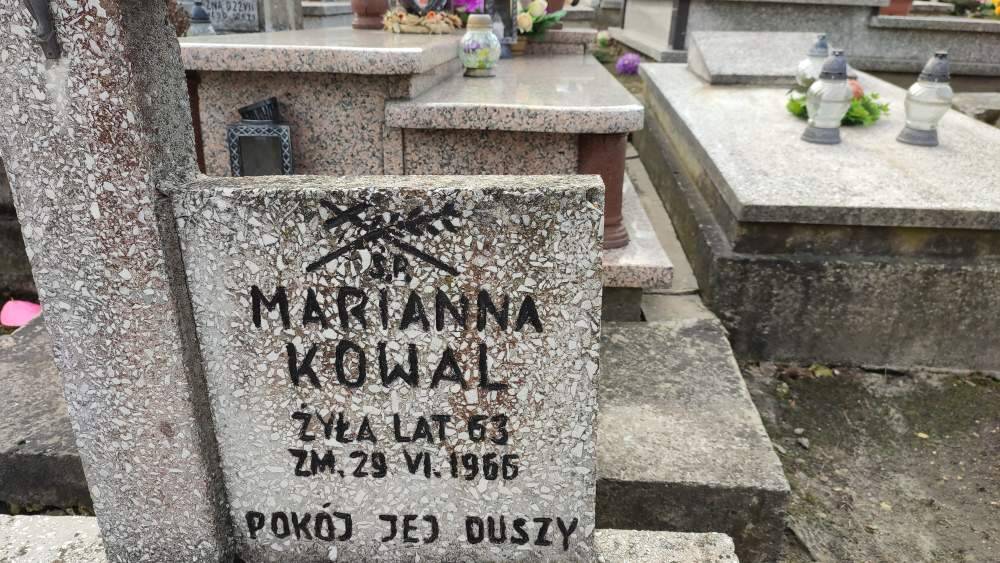 Ś.P.
MARIANNA
KOWAL
ŻYŁA LAT 63
ZM. 29 VI. 1966
POKÓJ JEJ DUSZY